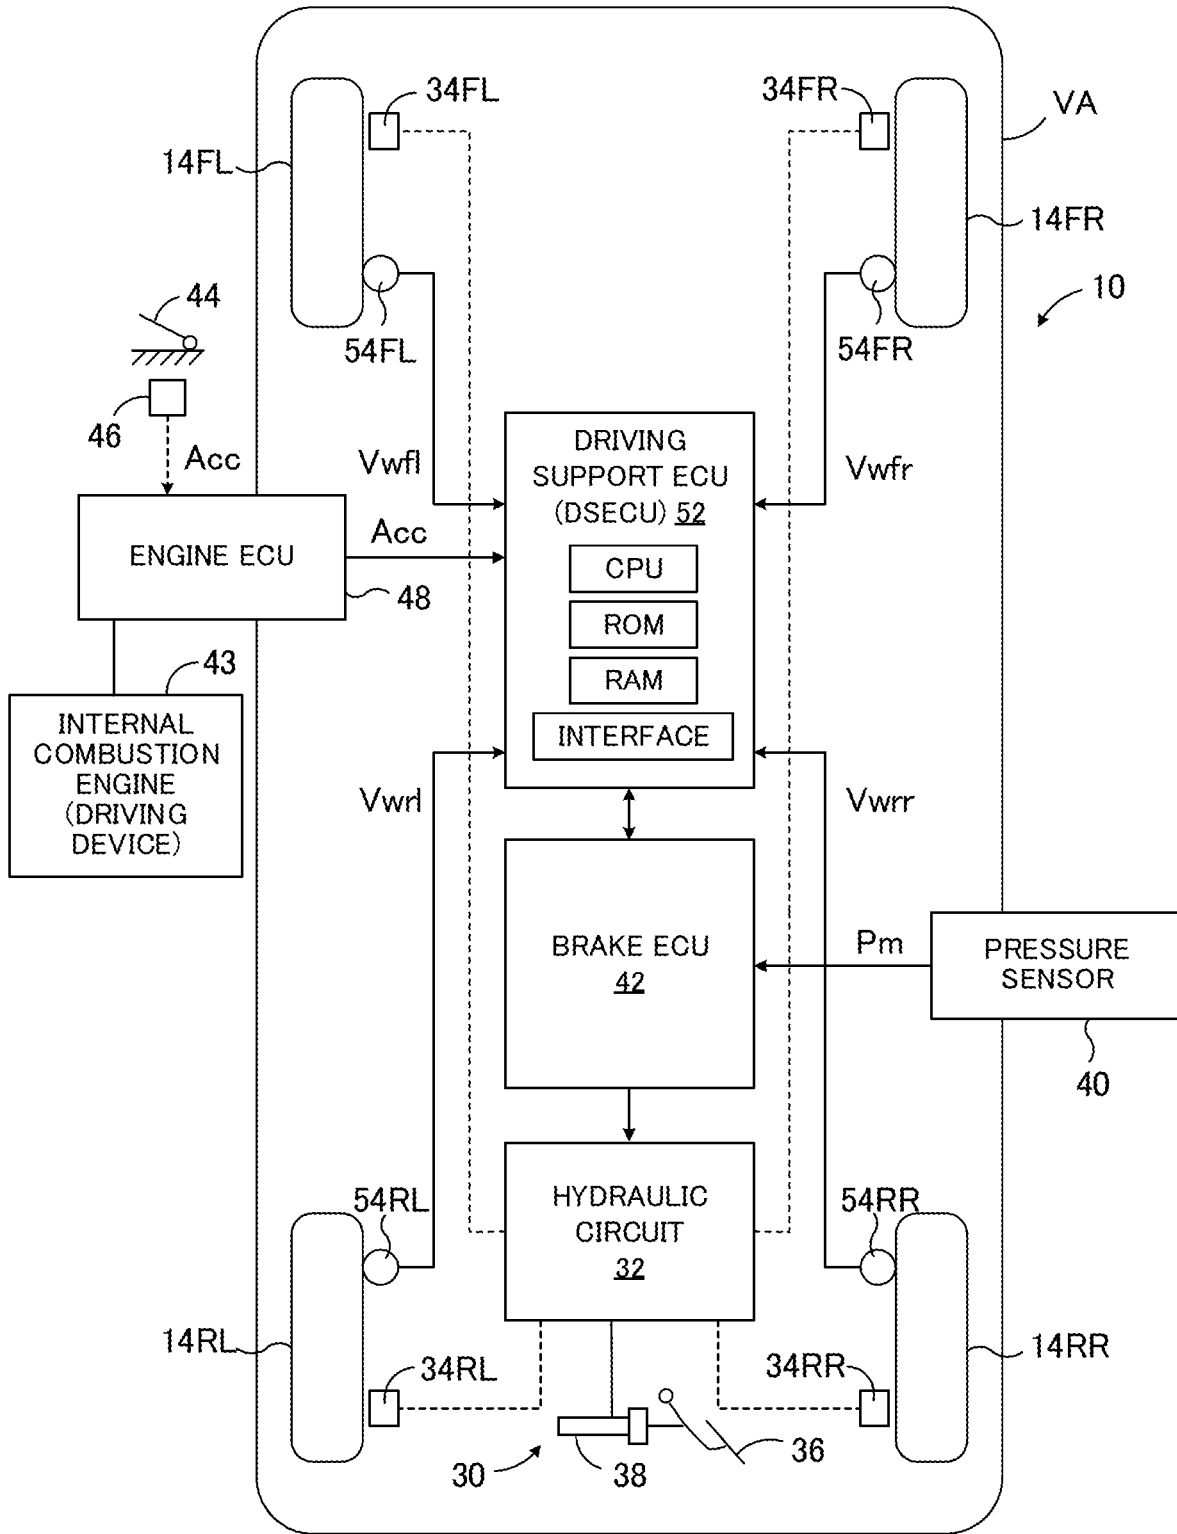 34FL
34FR
VA
14FL
14FR
44
10
54FL
54FR
46
Acc
Vwfl
DRIVING
SUPPORT ECU
(DSECU) 52
Vwfr
ENGINE ECU
Acc
CPU
48
ROM
43
RAM
INTERNAL
COMBUSTION
ENGINE
(DRIVING
DEVICE)
INTERFACE
Vwrl
Vwrr
BRAKE ECU
42
Pm
PRESSURE
SENSOR
40
54RL
HYDRAULIC
CIRCUIT
32
54RR
14RL
34RL
34RR
14RR
30
38
36